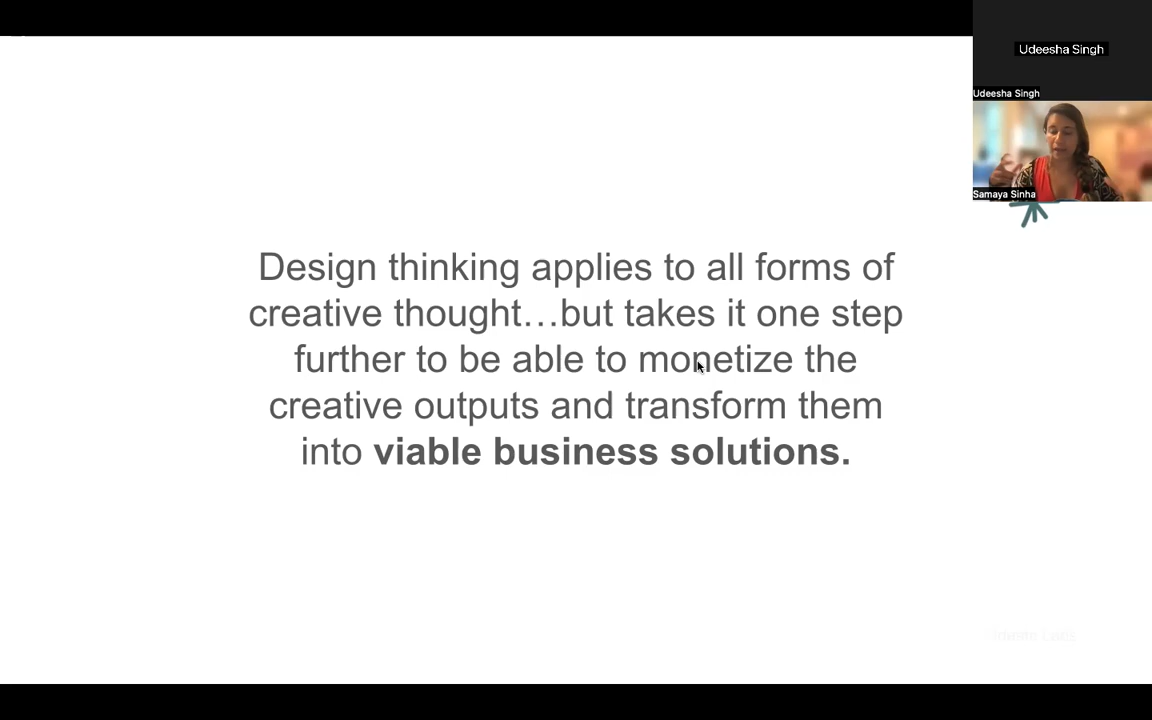 Udeesha Singh
Udeesha Singh
Samaya Sinha
Design thinking applies to all forms of
creative thought…but takes it one step
further to be able to monetize the
creative outputs and transform them
into viable business solutions.